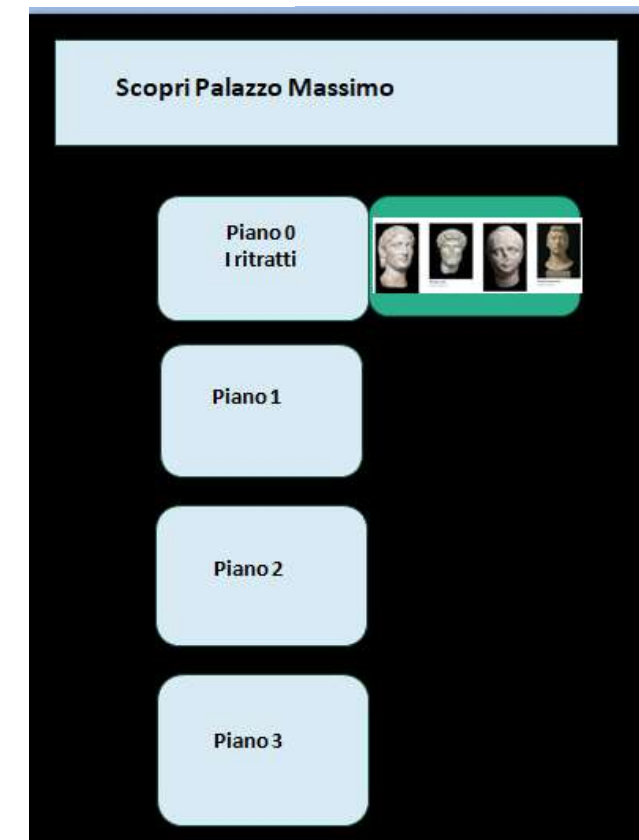 Scopri Palazzo Massimo
Piano 0
I ritratti
Piano 1
Piano 2
Piano 3